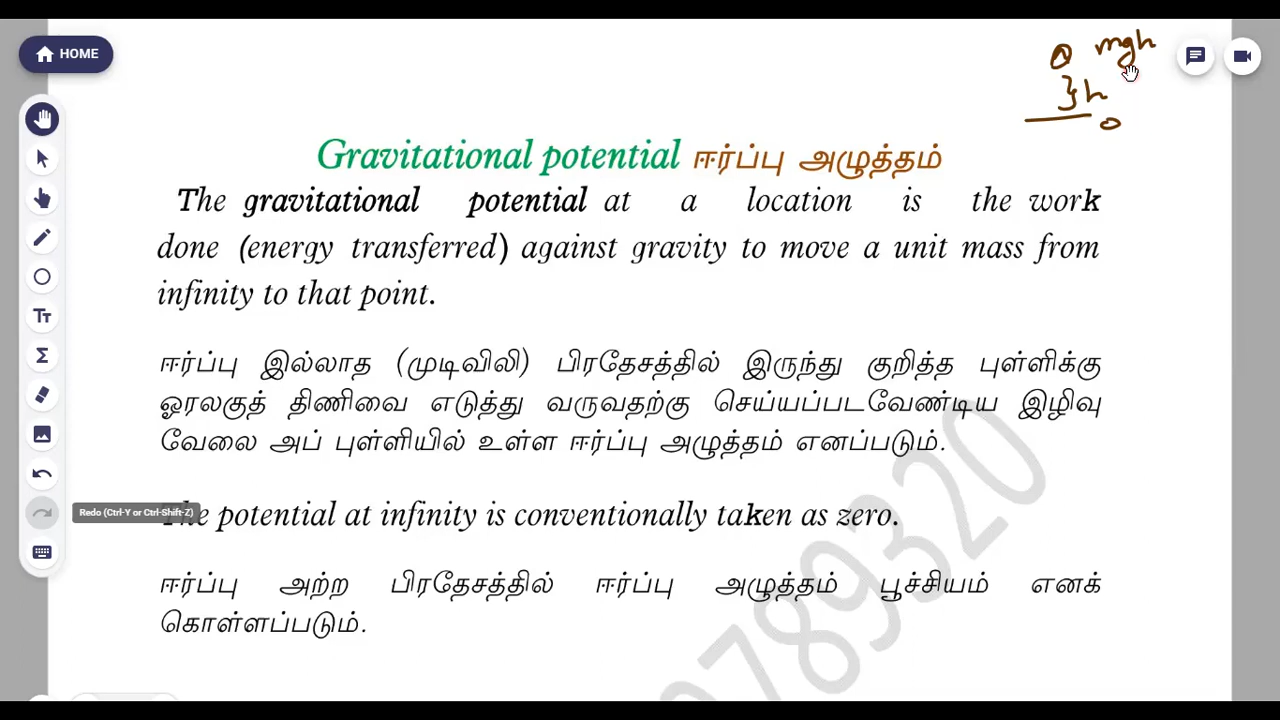 HOME
mgh
h
0
Gravitational potential ஈர்ப்பு அழுத்தம்
The gravitational potential at a location is the work
done (energy transferred) against gravity to move a unit mass from
infinity to that point.
ஈர்ப்பு இல்லாத (முடிவிலி) பிரதேசத்தில் இருந்து குறித்த புள்ளிக்கு
ஓரலகுத் திணிவை எடுத்து வருவதற்கு செய்யப்படவேண்டிய இழிவு
வேலை அப் புள்ளியில் உள்ள ஈர்ப்பு அழுத்தம் எனப்படும்.
Redo (Ctrl-Y or Ctrl-Shift-Z)
The potential at infinity is conventionally taken as zero.
ஈர்ப்பு அற்ற பிரதேசத்தில் ஈர்ப்பு அழுத்தம் பூச்சியம் எனக்
கொள்ளப்படும்.
Tт
Σ